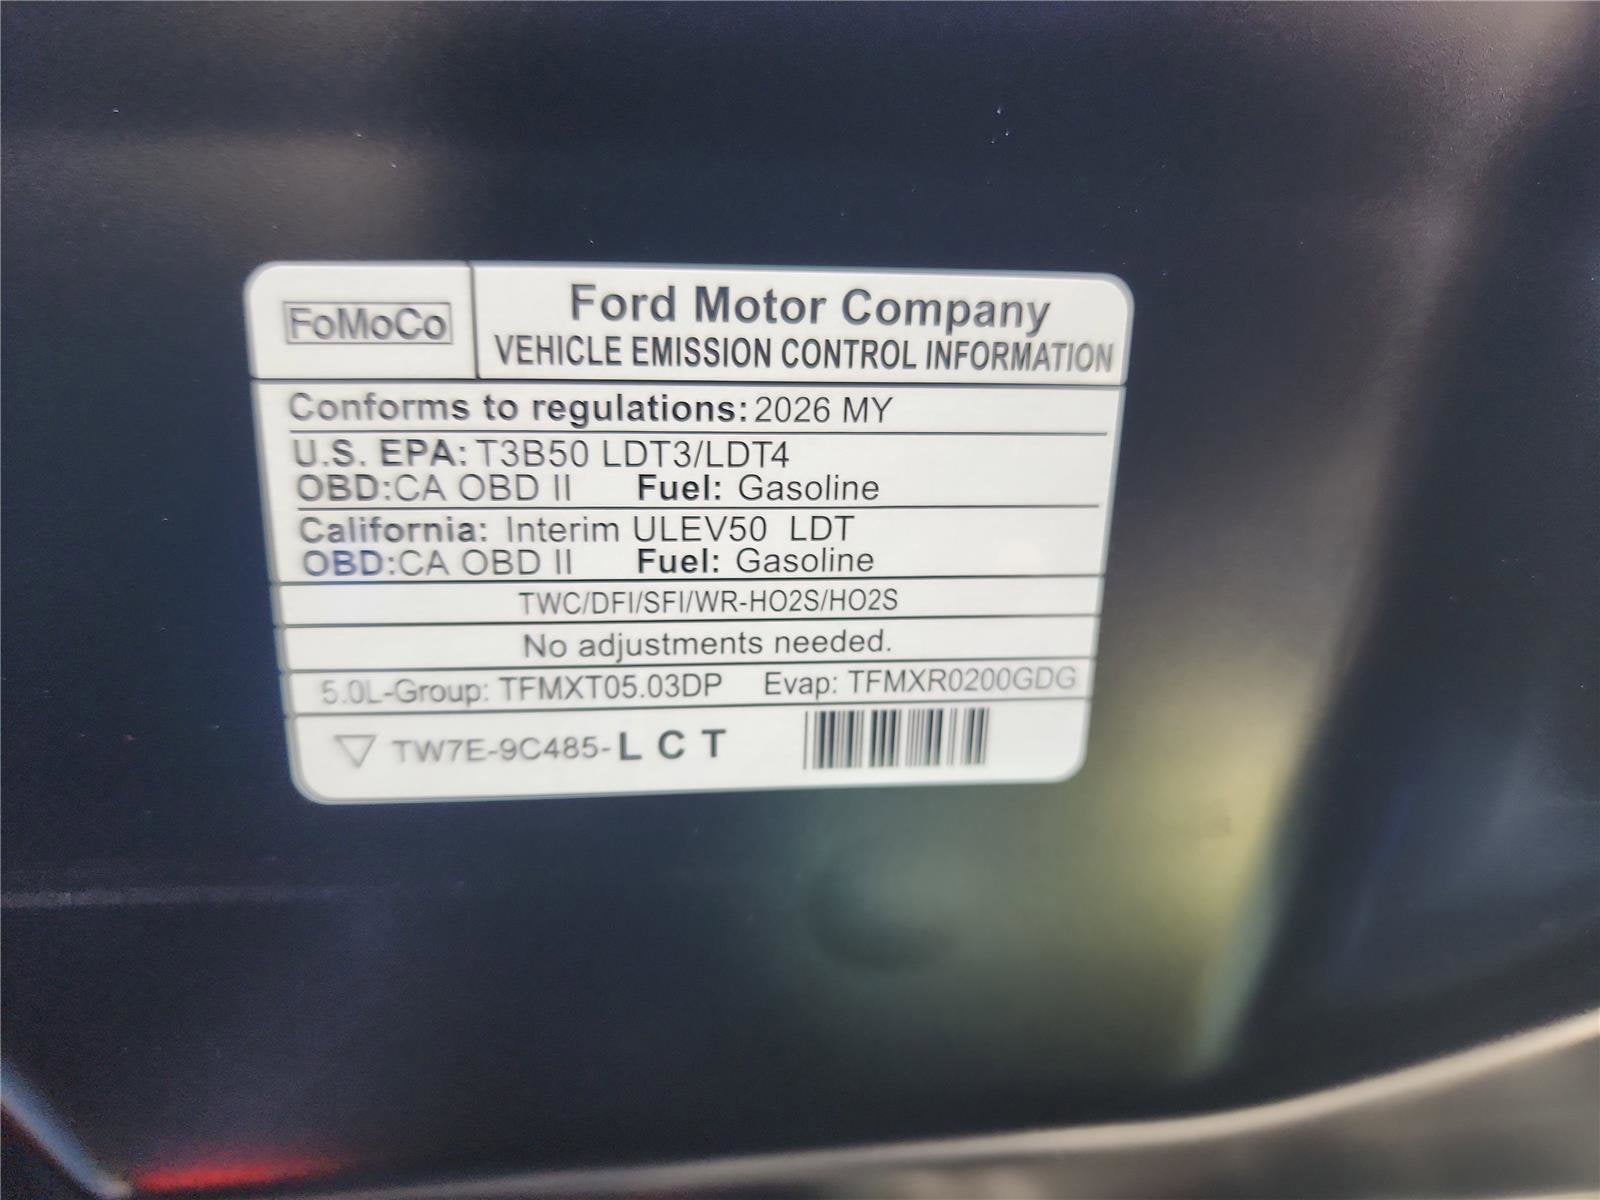 FoMoCo
Ford Motor Company
VEHICLE EMISSION CONTROL INFORMATION
Conforms to regulations: 2026 MY
U.S. EPA: T3B50 LDT3/LDT4
OBD: CA OBD II Fuel: Gasoline
California: Interim ULEV50 LDT
OBD: CA OBD II Fuel: Gasoline
TWC/DFI/SFI/WR-HO2S/HO2S
No adjustments needed.
5.0L-Group: TFMXT05.03DP Evap: TFMXR0200GDG
TW7E-9C485-L C T